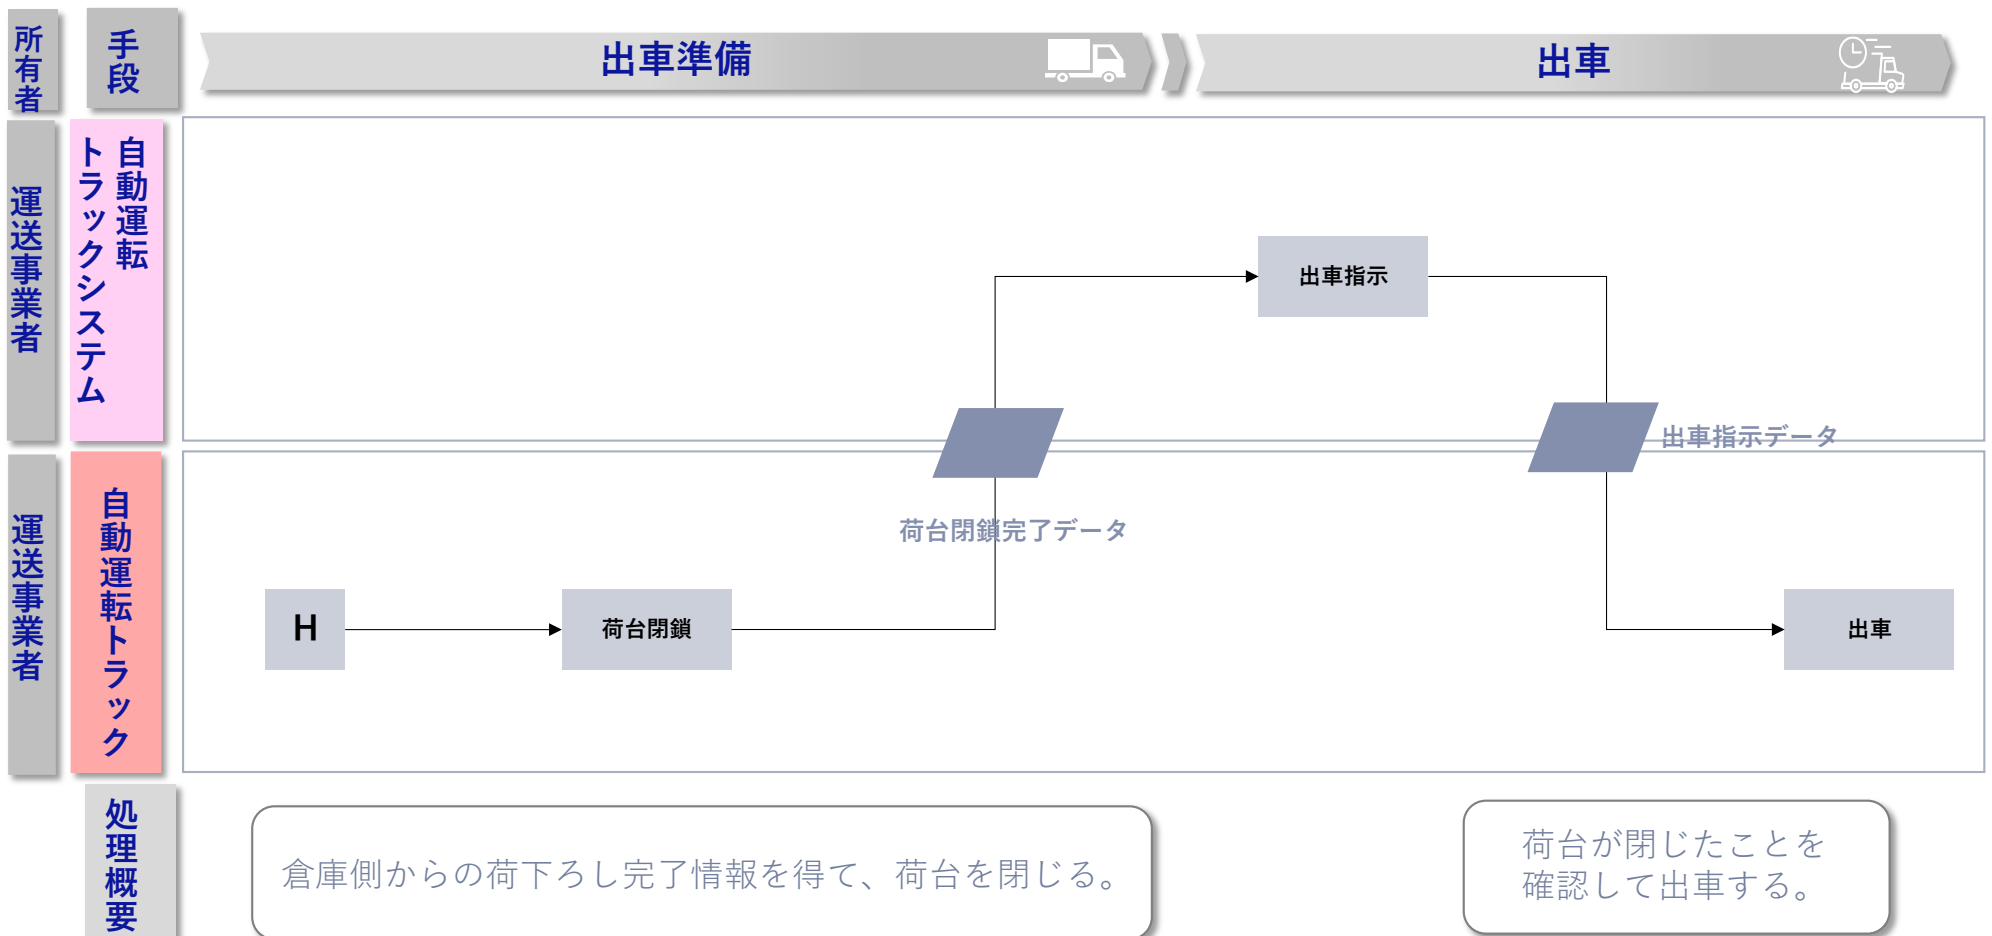 所有者
手段
出車準備
出車
運送事業者
自動運転
トラックシステム
出車指示
出車指示データ
運送事業者
自動運転トラック
荷台閉鎖完了データ
H
荷台閉鎖
出車
処理概要
倉庫側からの荷下ろし完了情報を得て、荷台を閉じる。
荷台が閉じたことを
確認して出車する。